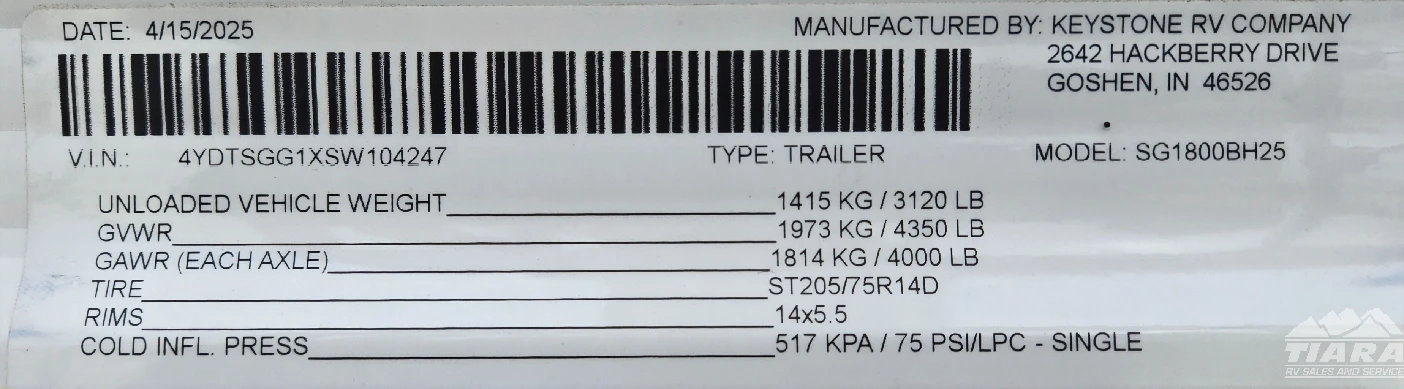 DATE: 4/15/2025
MANUFACTURED BY: KEYSTONE RV COMPANY
2642 HACKBERRY DRIVE
GOSHEN, IN 46526
V.I.N.: 4YDTSGG1XSW104247 TYPE: TRAILER MODEL: SG1800BH25
UNLOADED VEHICLE WEIGHT 1415 KG / 3120 LB
GVWR 1973 KG / 4350 LB
GAWR (EACH AXLE) 1814 KG / 4000 LB
TIRE ST205/75R14D
RIMS 14x5.5
COLD INFL. PRESS 517 KPA / 75 PSI/LPC - SINGLE
TIARA
RV SALES AND SERVICE